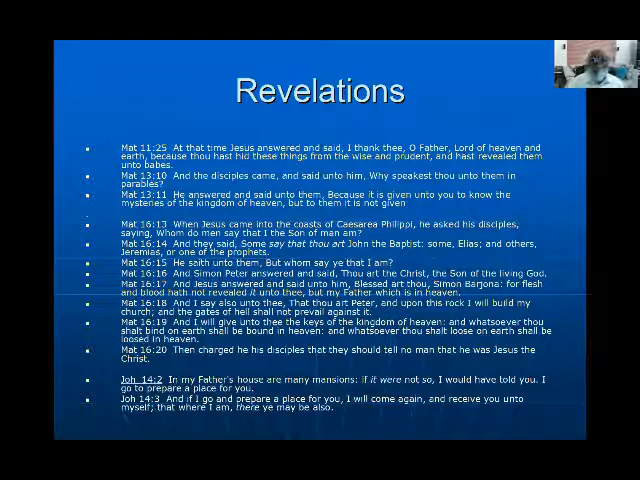 Revelations
Mat 11:25 At that time Jesus answered and said, I thank thee, O Father, Lord of heaven and
earth, because thou hast hid these things from the wise and prudent, and hast revealed them
unto babes.
Mat 13:10 And the disciples came, and said unto him, Why speakest thou unto them in
parables?
Mat 13:11 He answered and said unto them, Because it is given unto you to know the
mysteries of the kingdom of heaven, but to them it is not given
.
Mat 16:13 When Jesus came into the coasts of Caesarea Philippi, he asked his disciples,
saying, Whom do men say that I the Son of man am?
Mat 16:14 And they said, Some say that thou art John the Baptist: some, Elias; and others,
Jeremias, or one of the prophets.
Mat 16:15 He saith unto them, But whom say ye that I am?
Mat 16:16 And Simon Peter answered and said, Thou art the Christ, the Son of the living God.
Mat 16:17 And Jesus answered and said unto him, Blessed art thou, Simon Barjona: for flesh
and blood hath not revealed it unto thee, but my Father which is in heaven.
Mat 16:18 And I say also unto thee, That thou art Peter, and upon this rock I will build my
church; and the gates of hell shall not prevail against it.
Mat 16:19 And I will give unto thee the keys of the kingdom of heaven: and whatsoever thou
shalt bind on earth shall be bound in heaven: and whatsoever thou shalt loose on earth shall be
loosed in heaven.
Mat 16:20 Then charged he his disciples that they should tell no man that he was Jesus the
Christ.
Joh 14:2 In my Father's house are many mansions: if it were not so, I would have told you. I
go to prepare a place for you.
Joh 14:3 And if I go and prepare a place for you, I will come again, and receive you unto
myself; that where I am, there ye may be also.